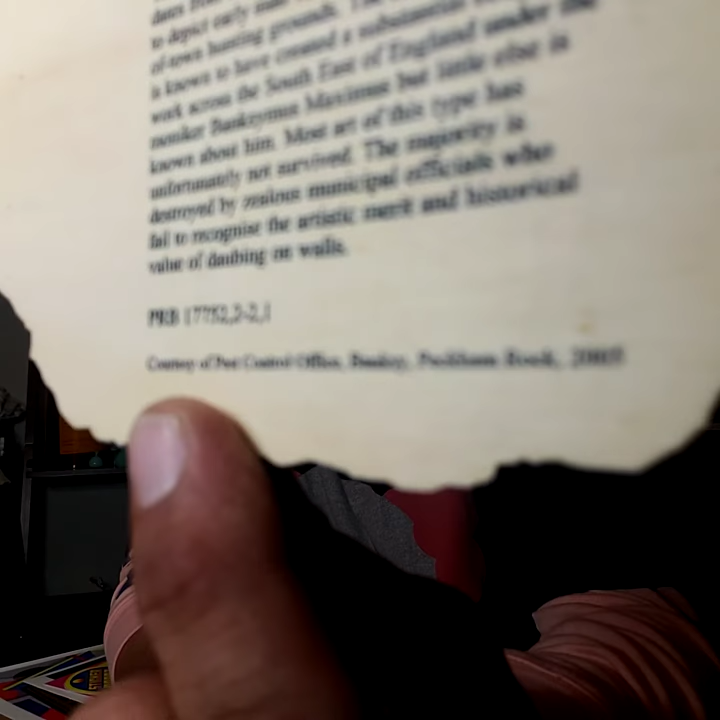 to depict early man
of-town hunting grounds. The
is known to have created a substantial
work across the South East of England under the
moniker Banksymus Maximus but little else is
known about him. Most art of this type has
unfortunately not survived. The majority is
destroyed by zealous municipal officials who
fail to recognise the artistic merit and historical
value of daubing on walls.
PRB 17752,2-2,1
Courtesy of Pest Control Office, Banksy, Peckham Rock, 2005